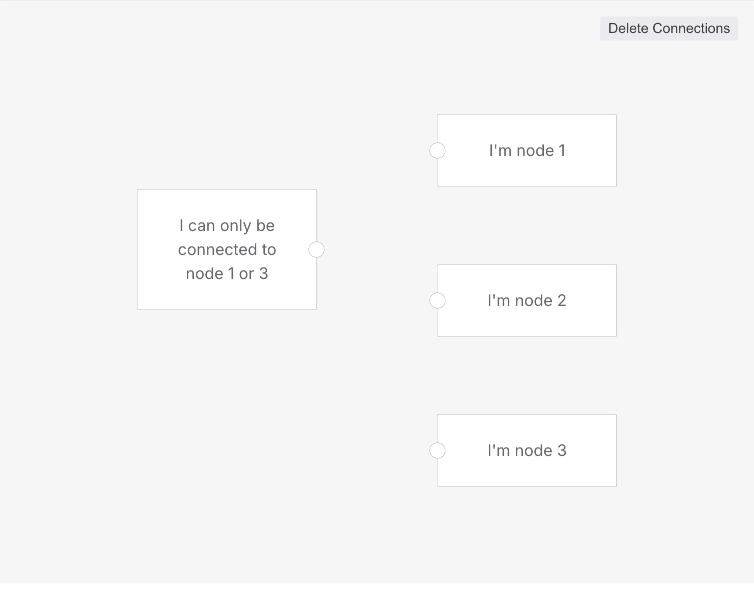 Delete Connections
I'm node 1
I can only be
connected to
node 1 or 3
I'm node 2
I'm node 3